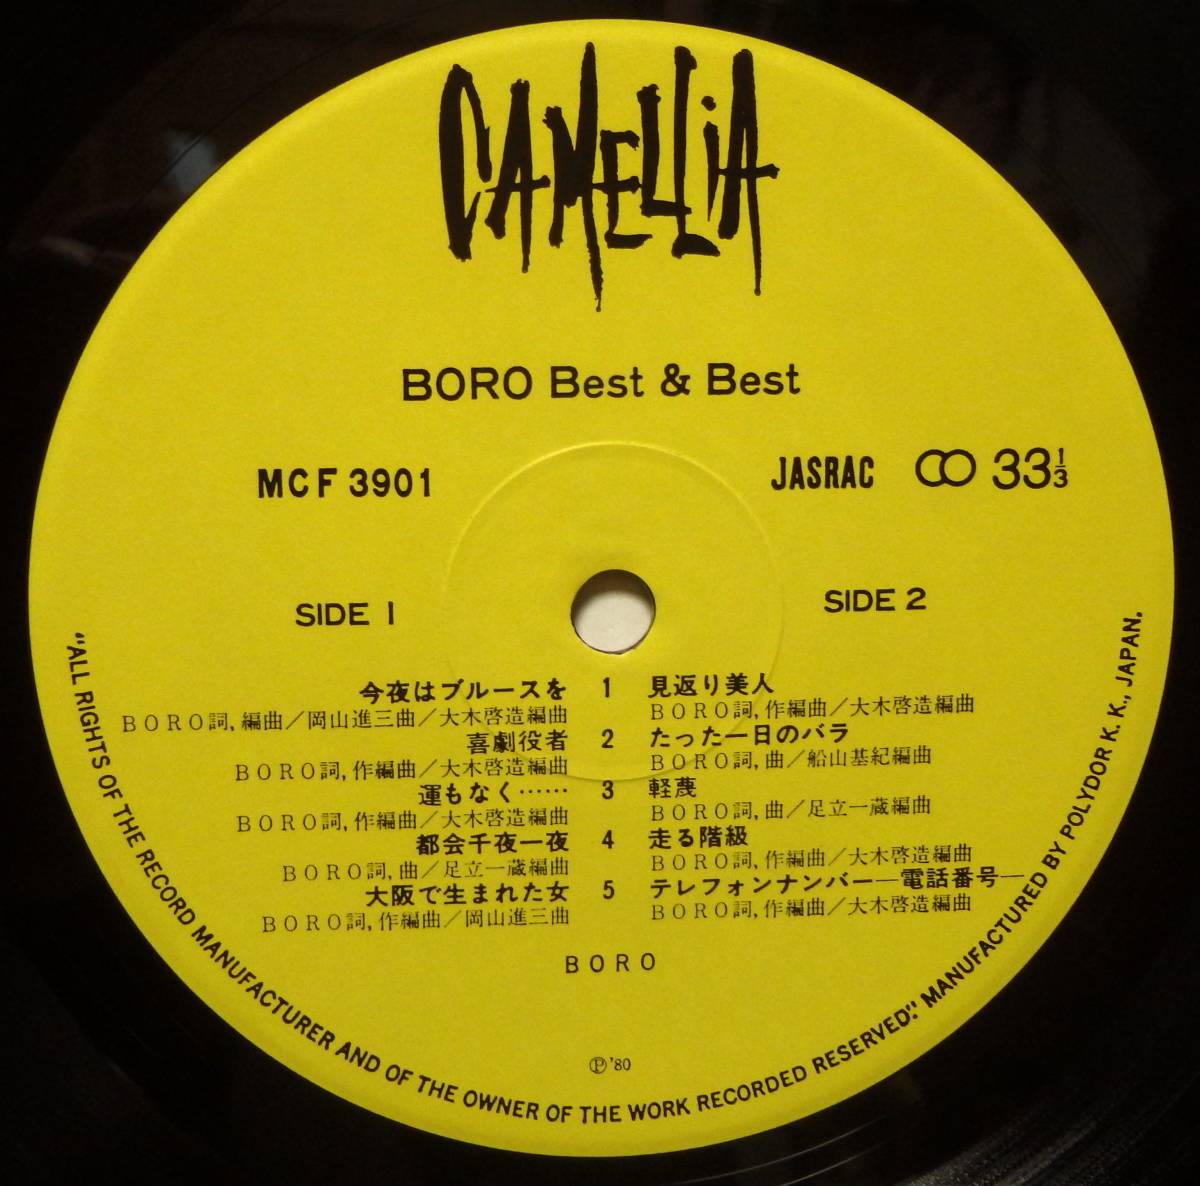 CAMELLiA
BORO Best & Best
MCF 3901
JASRAC ○○ 33⅓
SIDE 1
SIDE 2
今夜はブルースを 1
BORO詞,編曲／岡山進三曲／大木啓造編曲
喜劇役者 2
BORO詞,作編曲／大木啓造編曲
運もなく…… 3
BORO詞,作編曲／大木啓造編曲
都会千夜一夜 4
BORO詞,曲／足立一蔵編曲
大阪で生まれた女 5
BORO詞,作編曲／岡山進三曲
見返り美人
BORO詞,作編曲／大木啓造編曲
たった一日のバラ
BORO詞,曲／船山基紀編曲
軽蔑
BORO詞,曲／足立一蔵編曲
走る階級
BORO詞,作編曲／大木啓造編曲
テレフォンナンバー―電話番号―
BORO詞,作編曲／大木啓造編曲
BORO
Ⓟ'80
"ALL RIGHTS OF THE RECORD MANUFACTURER AND OF THE OWNER OF THE WORK RECORDED RESERVED." MANUFACTURED BY POLYDOR K. K., JAPAN.